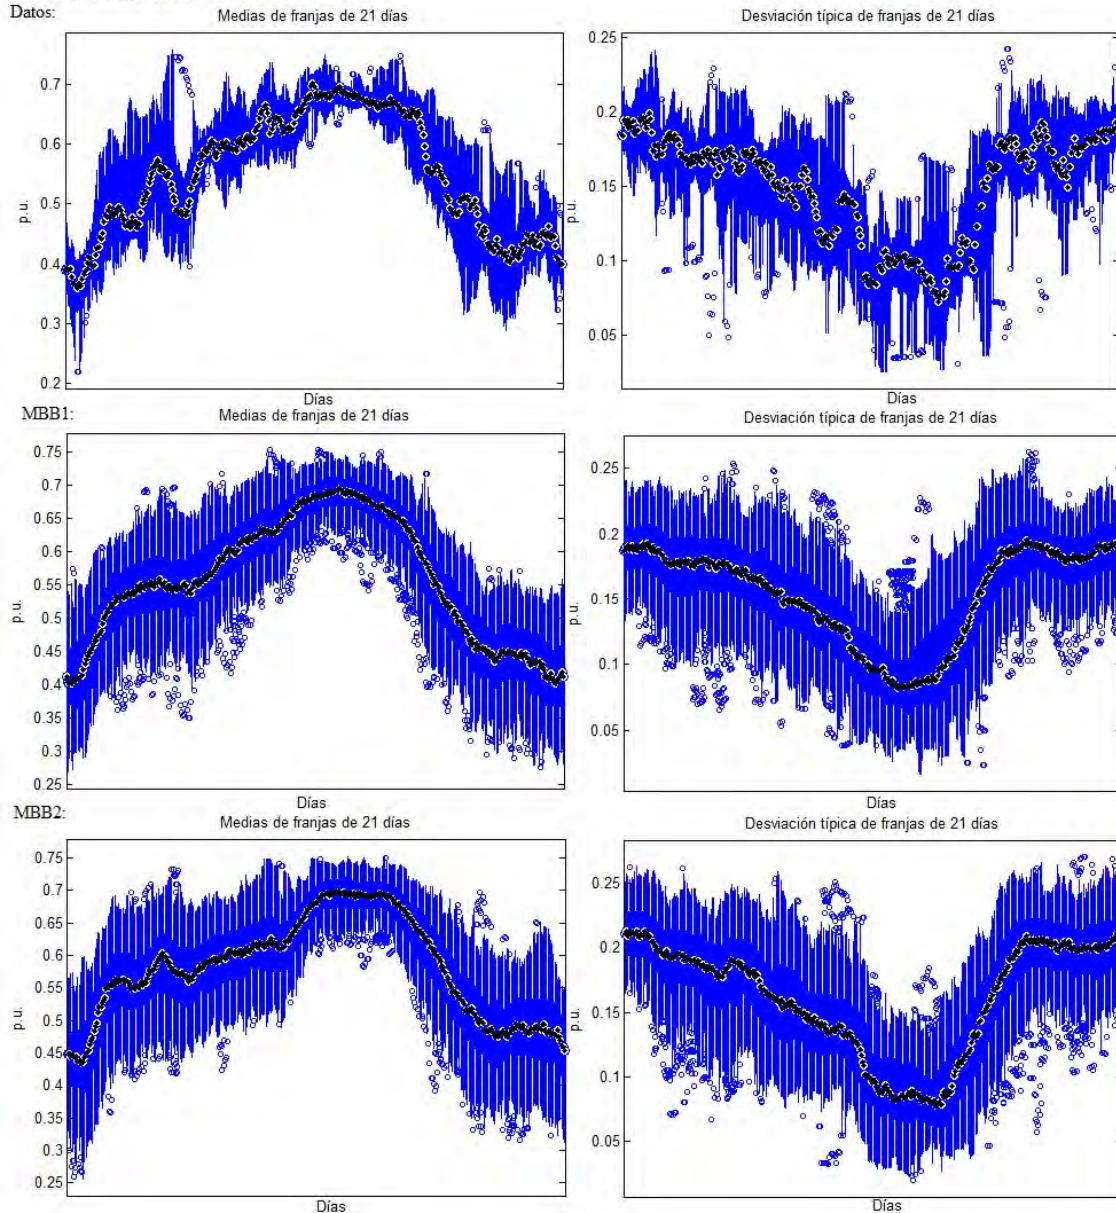 Datos:
Medias de franjas de 21 días
0.7
0.6
0.5
0.4
0.3
0.2
p.u.
Días
Desviación típica de franjas de 21 días
0.25
0.2
0.15
0.1
0.05
p.u.
Días
MBB1:
Medias de franjas de 21 días
0.75
0.7
0.65
0.6
0.55
0.5
0.45
0.4
0.35
0.3
0.25
p.u.
Días
Desviación típica de franjas de 21 días
0.25
0.2
0.15
0.1
0.05
p.u.
Días
MBB2:
Medias de franjas de 21 días
0.75
0.7
0.65
0.6
0.55
0.5
0.45
0.4
0.35
0.3
0.25
p.u.
Días
Desviación típica de franjas de 21 días
0.25
0.2
0.15
0.1
0.05
p.u.
Días